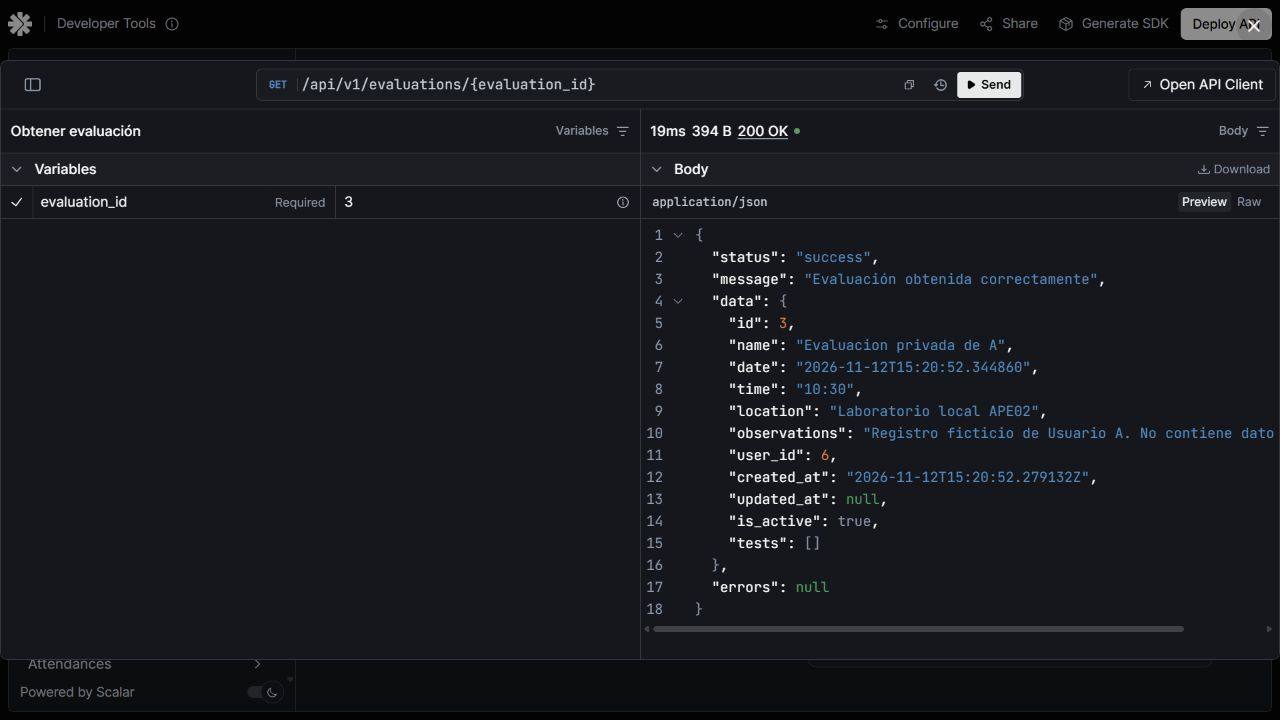 Developer Tools
Configure
Share
Generate SDK
Deploy
GET /api/v1/evaluations/{evaluation_id}
Send
Open API Client
Obtener evaluación
Variables
19ms 394 B 200 OK
Body
Variables
Body
Download
evaluation_id
Required
3
application/json
Preview
Raw
1 {
2 "status": "success",
3 "message": "Evaluación obtenida correctamente",
4 "data": {
5 "id": 3,
6 "name": "Evaluacion privada de A",
7 "date": "2026-11-12T15:20:52.344860",
8 "time": "10:30",
9 "location": "Laboratorio local APE02",
10 "observations": "Registro ficticio de Usuario A. No contiene dato
11 "user_id": 6,
12 "created_at": "2026-11-12T15:20:52.279132Z",
13 "updated_at": null,
14 "is_active": true,
15 "tests": []
16 },
17 "errors": null
18 }
Attendances
Powered by Scalar